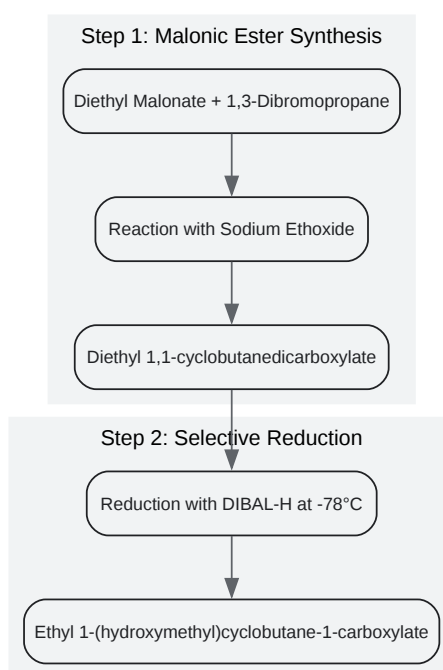 Step 1: Malonic Ester Synthesis
Diethyl Malonate + 1,3-Dibromopropane
Reaction with Sodium Ethoxide
Diethyl 1,1-cyclobutanedicarboxylate
Step 2: Selective Reduction
Reduction with DIBAL-H at -78°C
Ethyl 1-(hydroxymethyl)cyclobutane-1-carboxylate